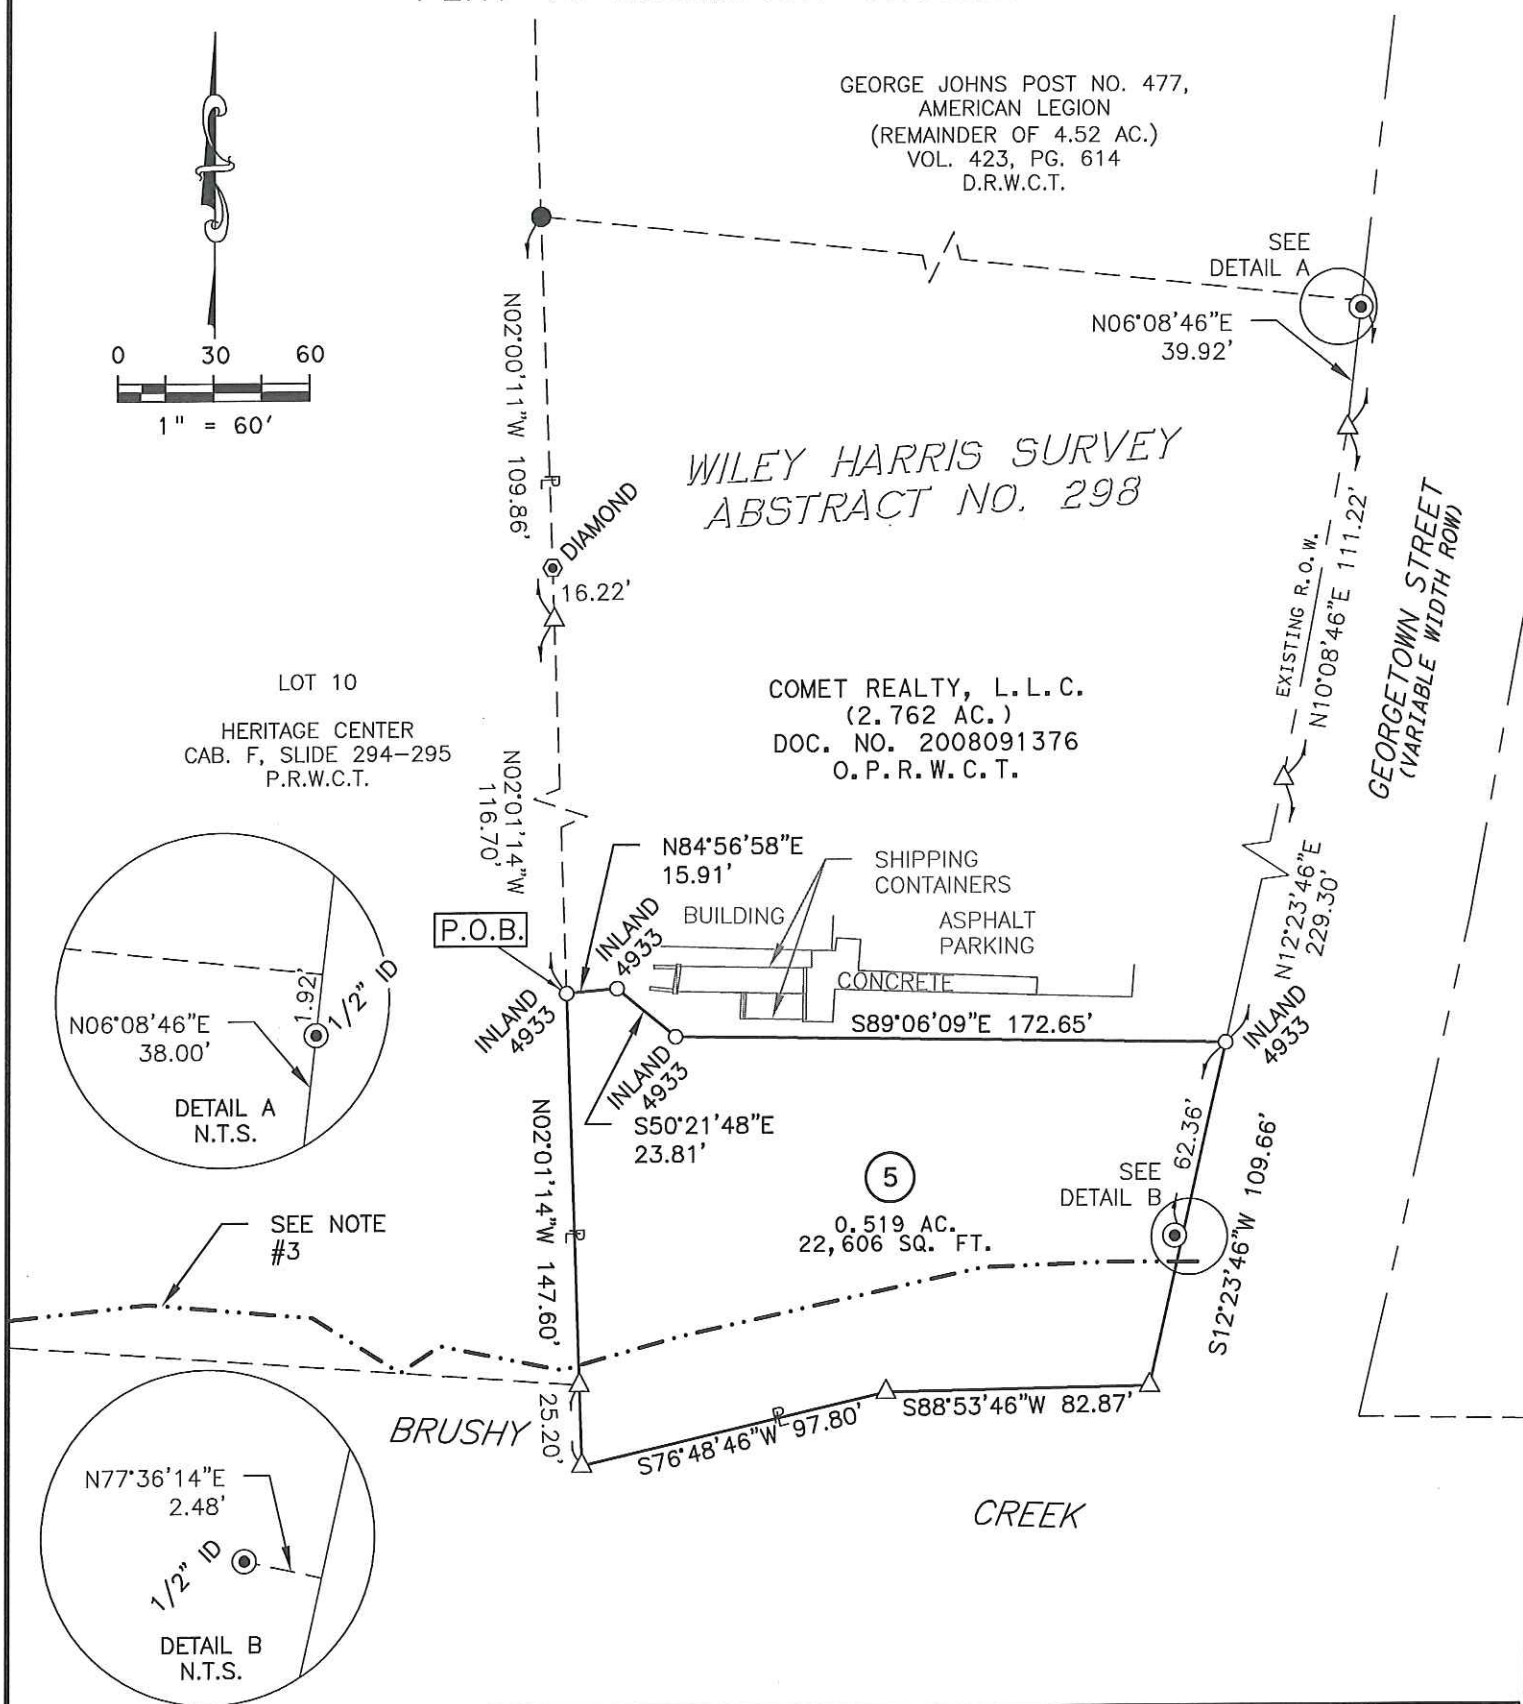 GEORGE JOHNS POST NO. 477,
AMERICAN LEGION
(REMAINDER OF 4.52 AC.)
VOL. 423, PG. 614
D.R.W.C.T.
SEE
DETAIL A
N06°08'46"E
39.92'
0 30 60
1" = 60'
N02°00'11"W 109.86'
WILEY HARRIS SURVEY
ABSTRACT NO. 298
DIAMOND
16.22'
EXISTING R.O.W.
N10°08'46"E 111.22'
GEORGETOWN STREET
(VARIABLE WIDTH ROW)
LOT 10
HERITAGE CENTER
CAB. F, SLIDE 294-295
P.R.W.C.T.
COMET REALTY, L.L.C.
(2.762 AC.)
DOC. NO. 2008091376
O.P.R.W.C.T.
N02°01'14"W
116.70'
N84°56'58"E
15.91'
SHIPPING
CONTAINERS
BUILDING
ASPHALT
PARKING
CONCRETE
N12°23'46"E
229.30'
P.O.B.
INLAND
4933
INLAND
4933
INLAND
4933
INLAND
4933
S89°06'09"E 172.65'
S50°21'48"E
23.81'
1.92'
1/2" ID
N06°08'46"E
38.00'
DETAIL A
N.T.S.
N02°01'14"W 147.60'
62.36'
S12°23'46"W 109.66'
SEE
DETAIL B
5
0.519 AC.
22,606 SQ. FT.
SEE NOTE
#3
25.20'
S76°48'46"W 97.80'
S88°53'46"W 82.87'
BRUSHY
CREEK
N77°36'14"E
2.48'
1/2" ID
DETAIL B
N.T.S.